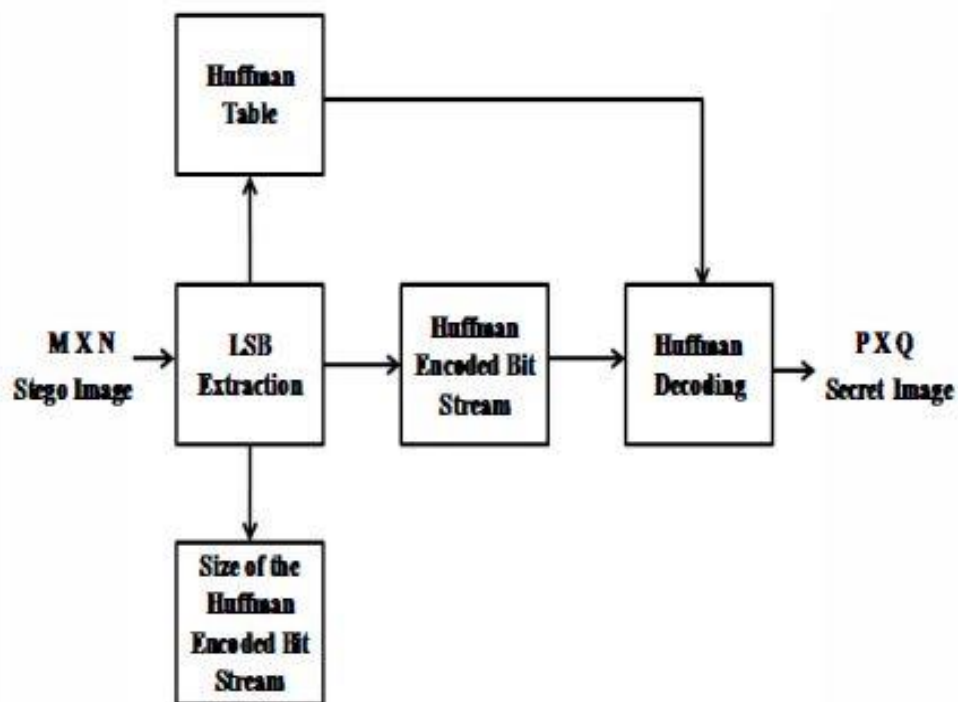 Huffman
Table
M X N
Stego Image
LSB
Extraction
Huffman
Encoded Bit
Stream
Huffman
Decoding
P X Q
Secret Image
Size of the
Huffman
Encoded Bit
Stream